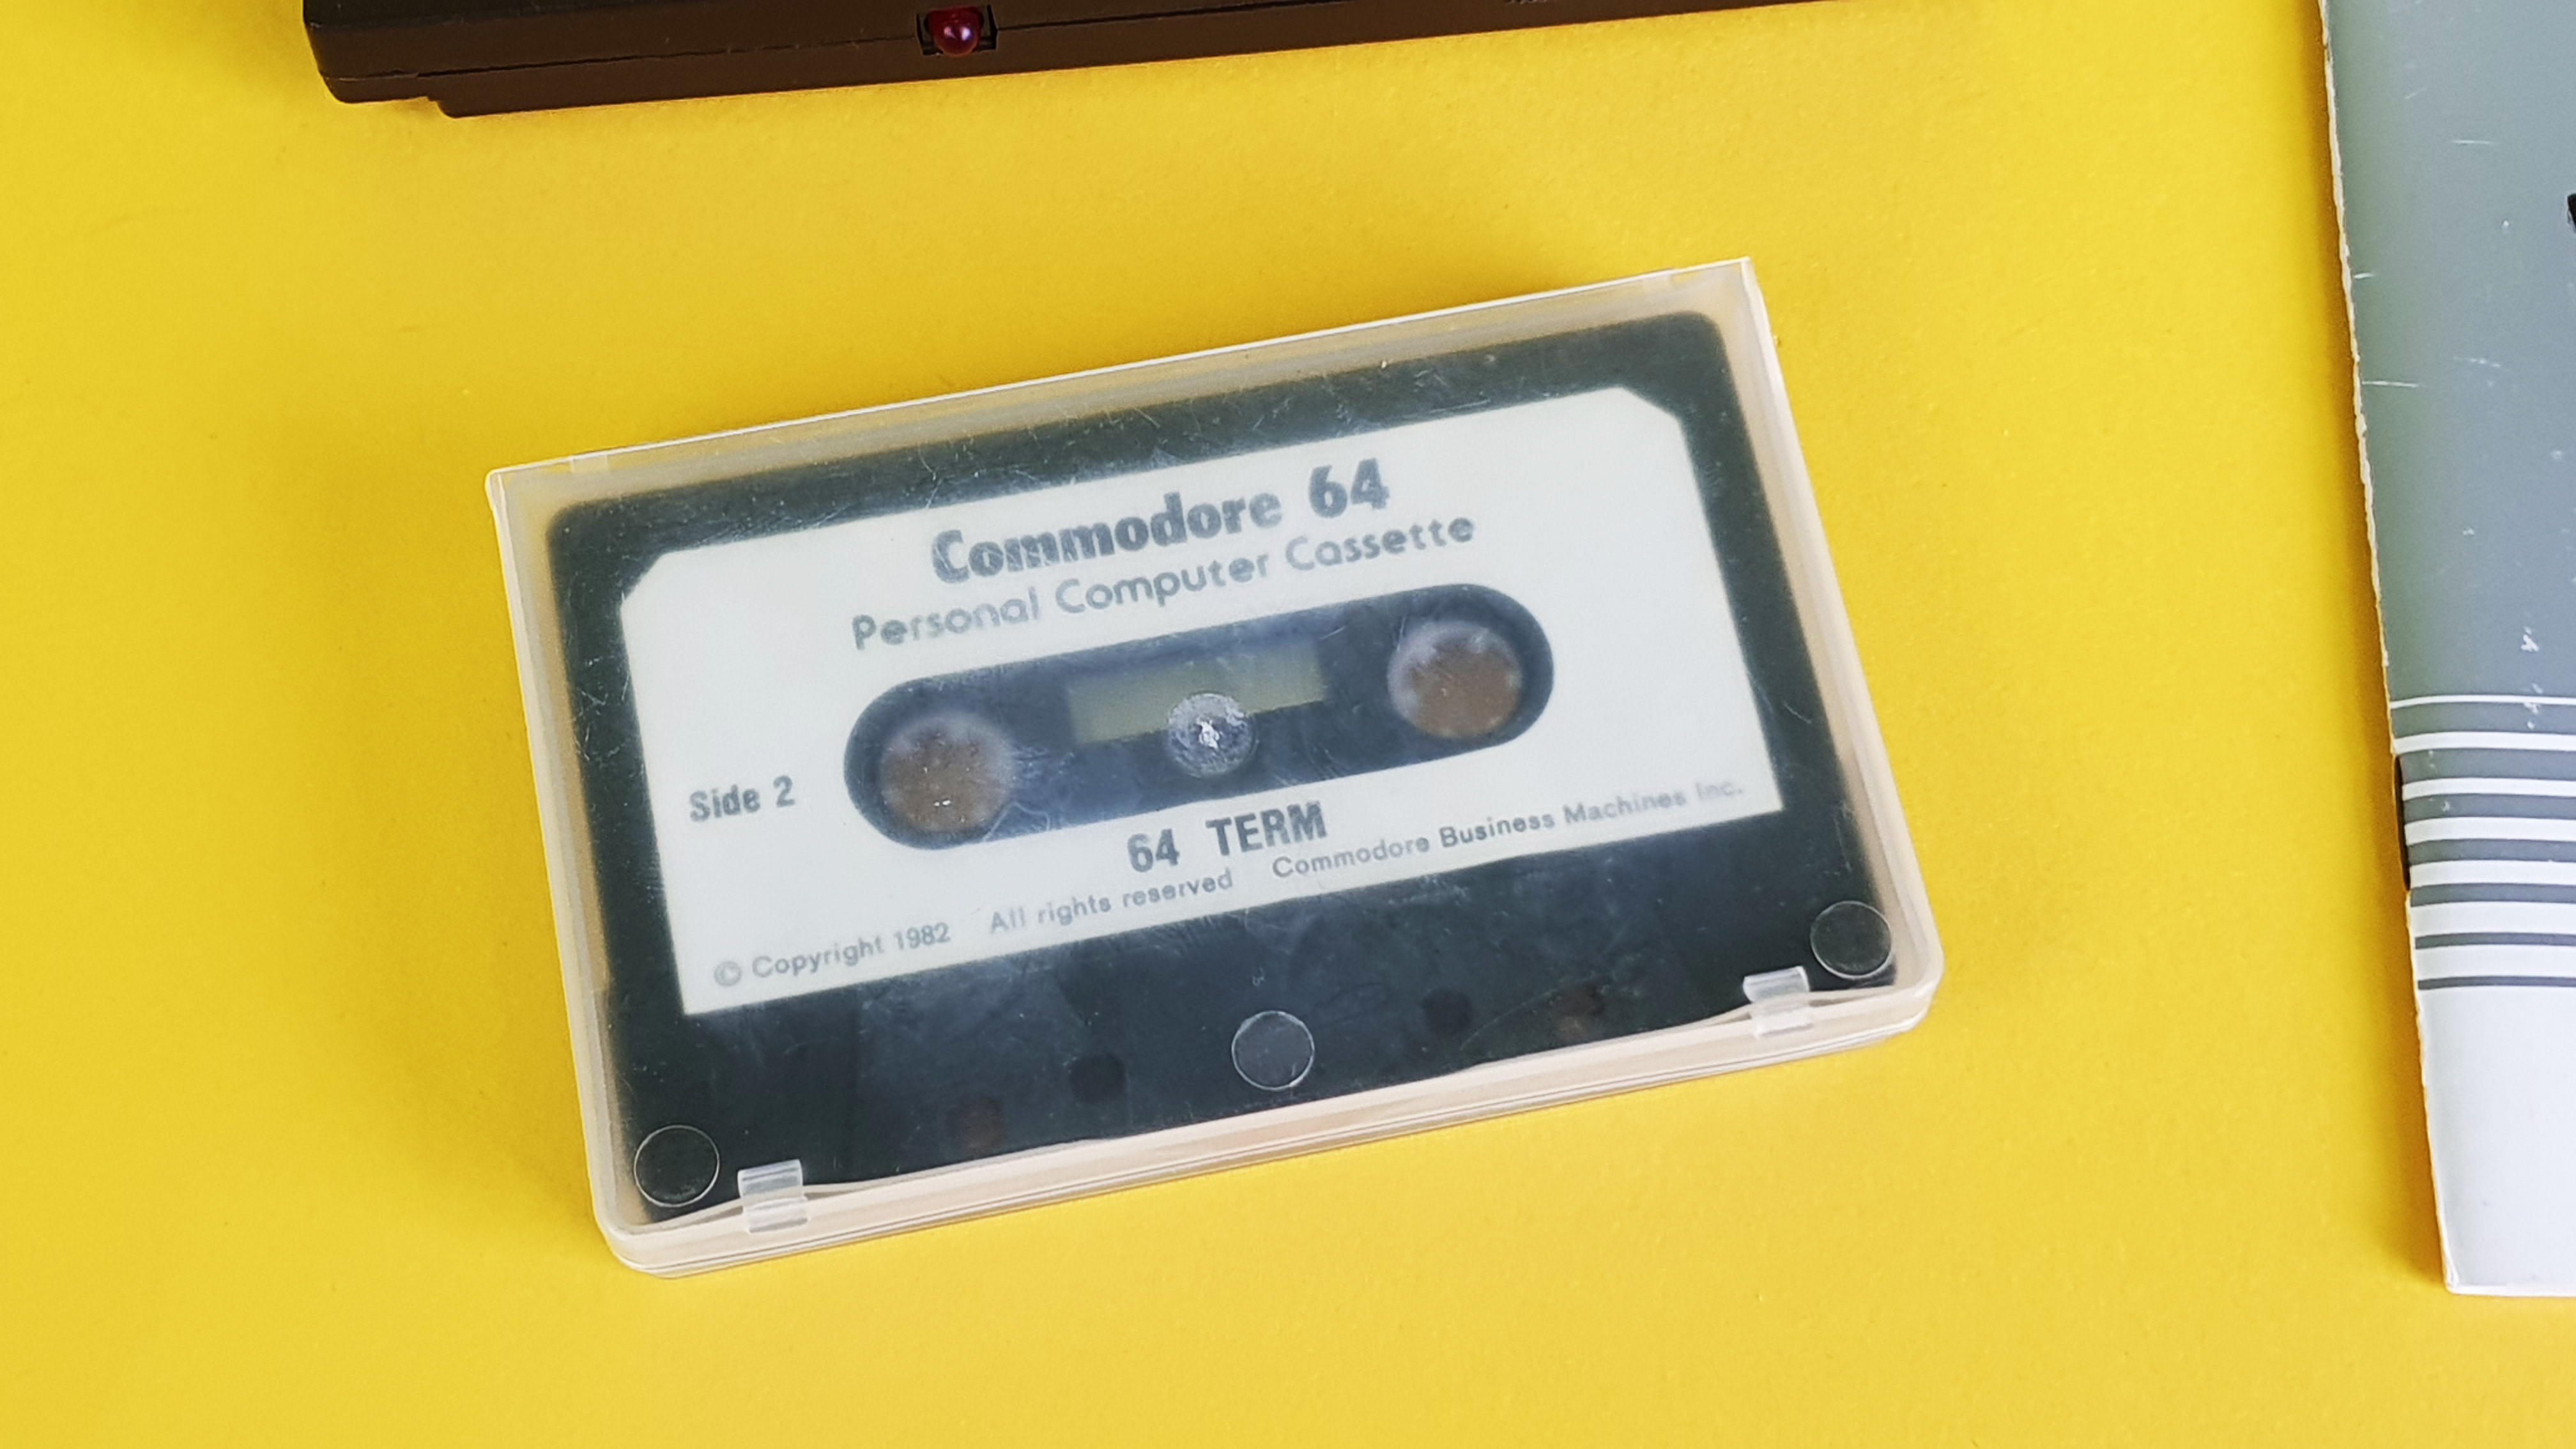 Commodore 64
Personal Computer Cassette
Side 2
64 TERM
© Copyright 1982 All rights reserved Commodore Business Machines Inc.